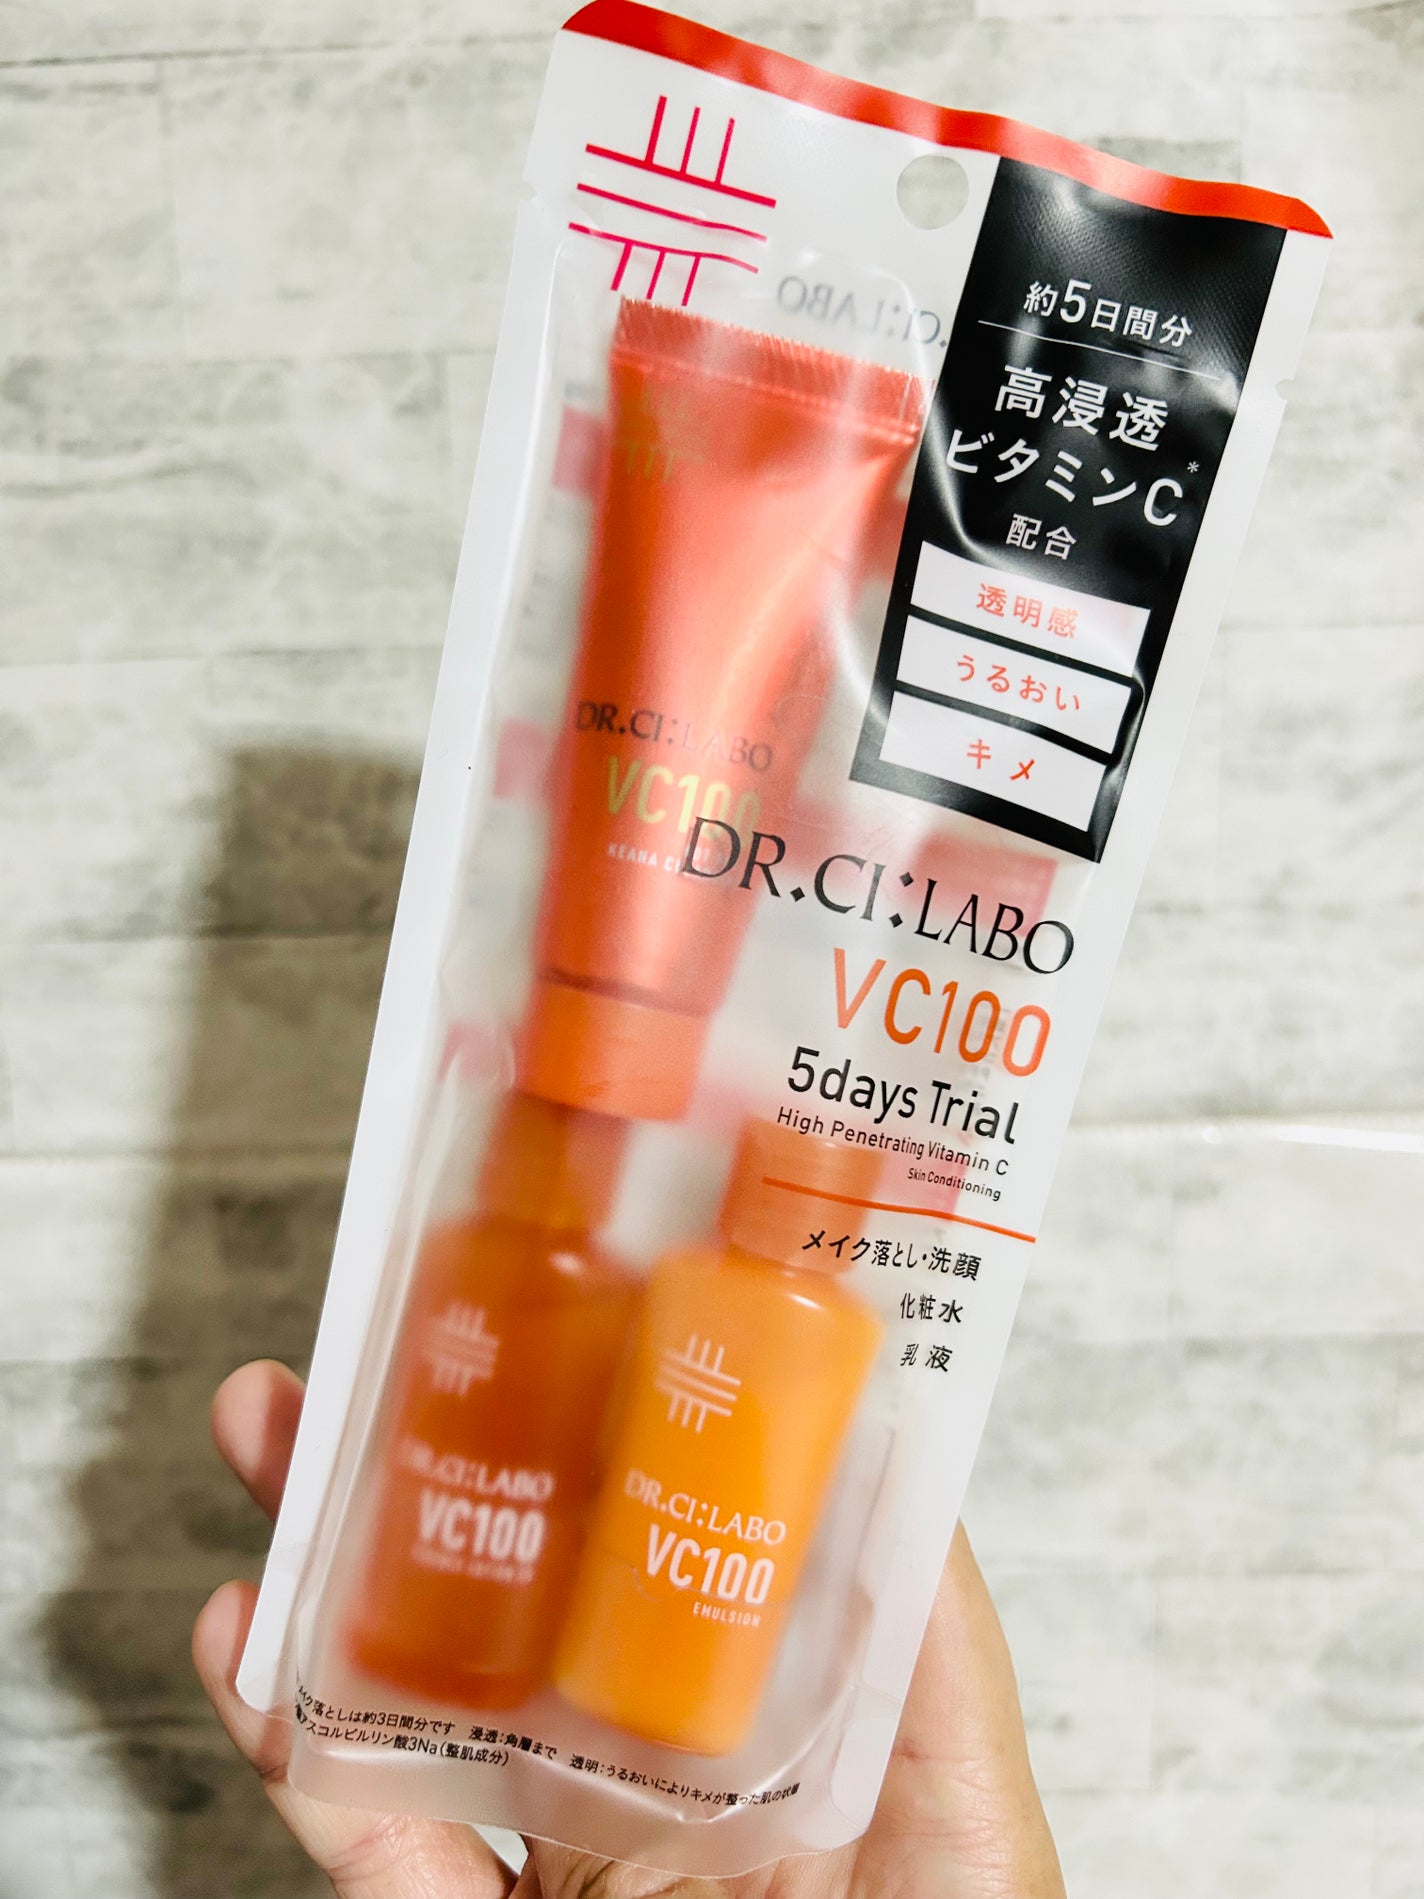 約5日間分
高浸透
ビタミンC*
配合
透明感
うるおい
キメ
DR.CI:LABO
VC100
5days Trial
High Penetrating Vitamin C
Skin Conditioning
メイク落とし・洗顔
化粧水
乳液
DR.CI:LABO
VC100
KEANA
DR.CI:LABO
VC100
DR.CI:LABO
VC100
EMULSION
メイク落としは約3日間分です 浸透:角層まで 透明:うるおいによりキメが整った肌の状態
アスコルビルリン酸3Na(整肌成分)